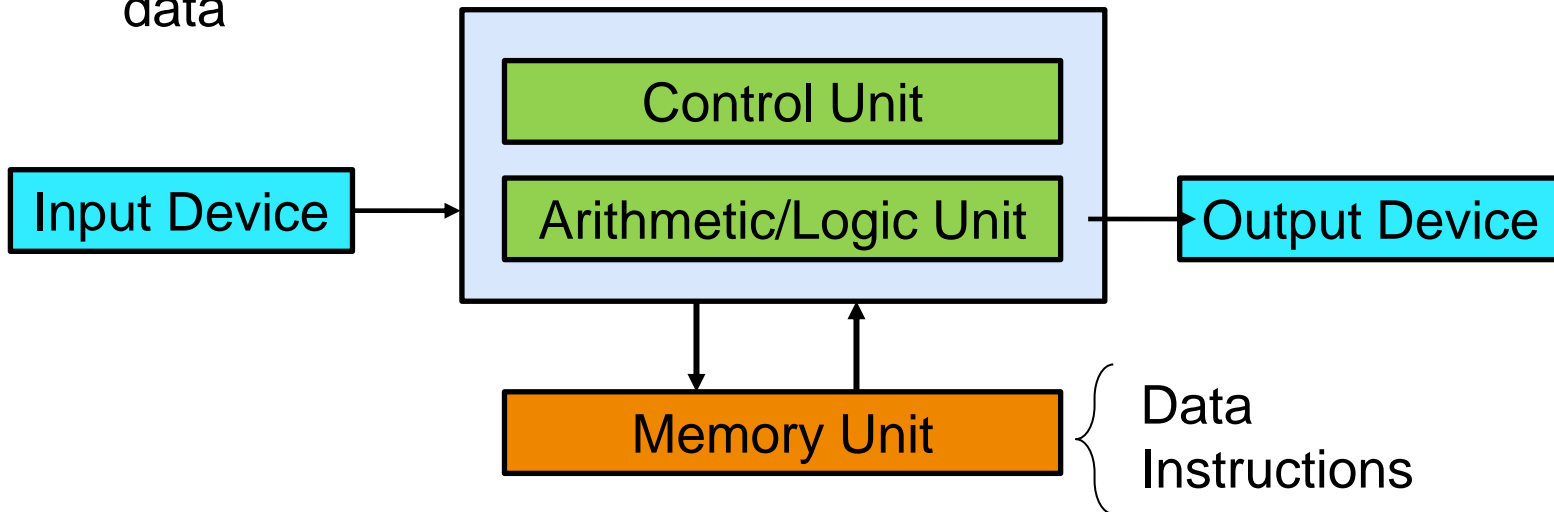 data
Control Unit
Input Device
Arithmetic/Logic Unit
Output Device
Memory Unit
Data
Instructions